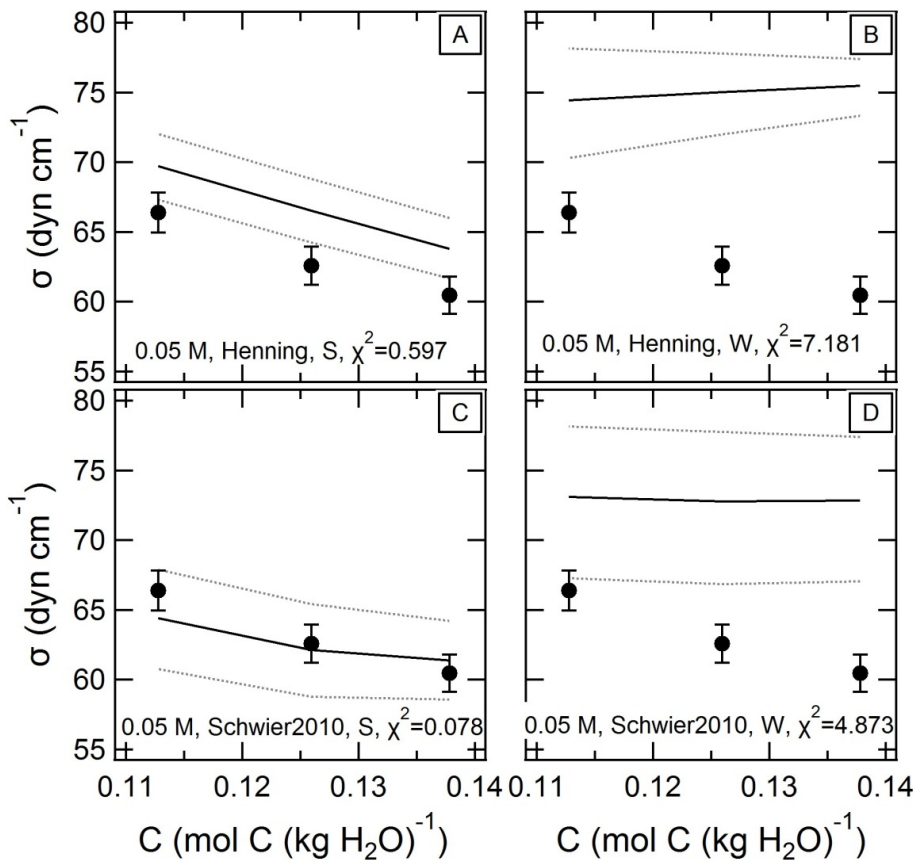 80
75
70
65
60
55
σ (dyn cm⁻¹)
A
0.05 M, Henning, S, χ²=0.597
B
0.05 M, Henning, W, χ²=7.181
80
75
70
65
60
55
σ (dyn cm⁻¹)
C
0.05 M, Schwier2010, S, χ²=0.078
D
0.05 M, Schwier2010, W, χ²=4.873
0.11 0.12 0.13 0.14 0.11 0.12 0.13 0.14
C (mol C (kg H₂O)⁻¹) C (mol C (kg H₂O)⁻¹)